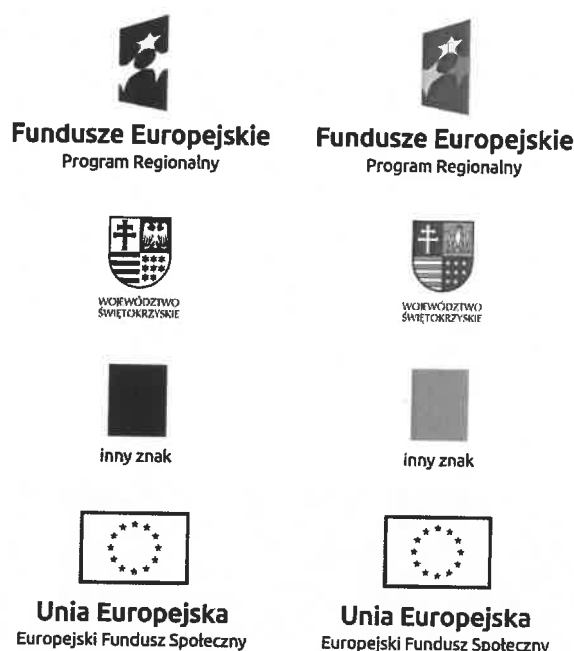 Fundusze Europejskie
Program Regionalny
Fundusze Europejskie
Program Regionalny
WOJEWÓDZTWO
ŚWIĘTOKRZYSKIE
WOJEWÓDZTWO
ŚWIĘTOKRZYSKIE
inny znak
inny znak
Unia Europejska
Europejski Fundusz Społeczny
Unia Europejska
Europejski Fundusz Społeczny